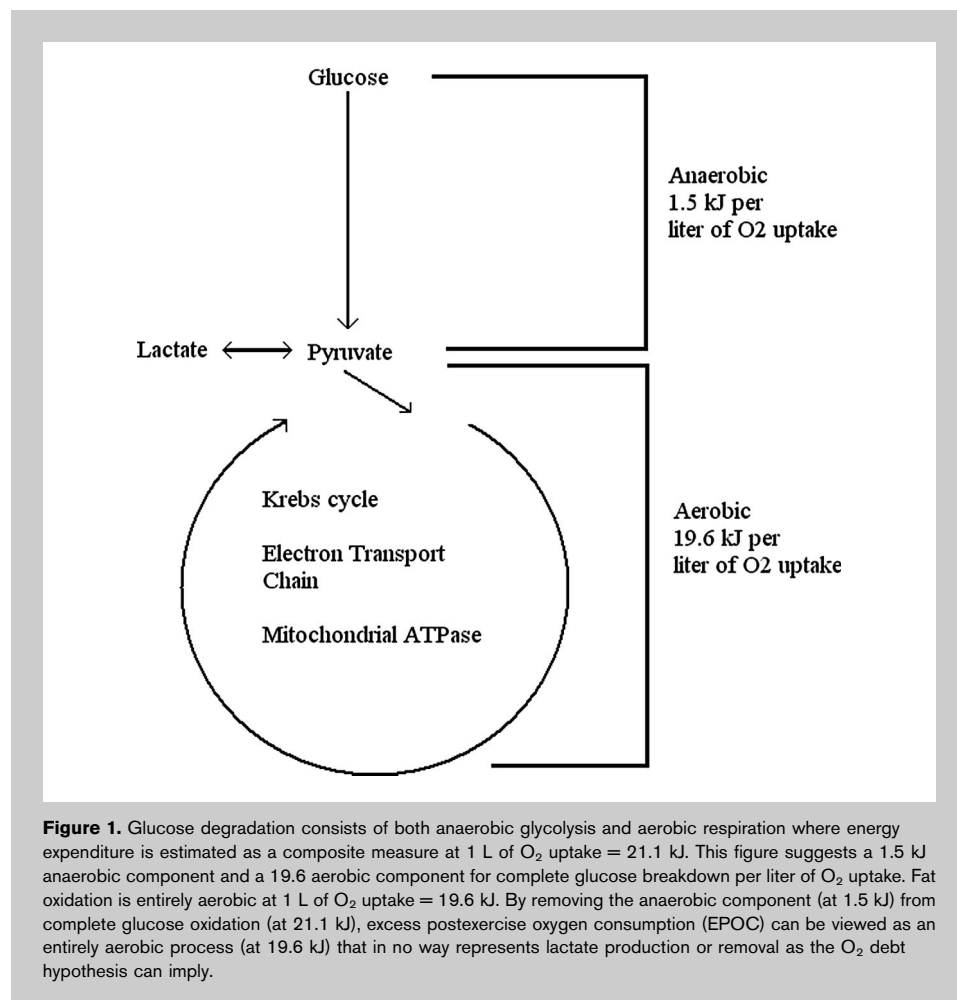 Glucose
Anaerobic
1.5 kJ per
liter of O2 uptake
Lactate
Pyruvate
Krebs cycle
Electron Transport
Chain
Mitochondrial ATPase
Aerobic
19.6 kJ per
liter of O2 uptake
Figure 1. Glucose degradation consists of both anaerobic glycolysis and aerobic respiration where energy
expenditure is estimated as a composite measure at 1 L of O₂ uptake = 21.1 kJ. This figure suggests a 1.5 kJ
anaerobic component and a 19.6 aerobic component for complete glucose breakdown per liter of O₂ uptake. Fat
oxidation is entirely aerobic at 1 L of O₂ uptake = 19.6 kJ. By removing the anaerobic component (at 1.5 kJ) from
complete glucose oxidation (at 21.1 kJ), excess postexercise oxygen consumption (EPOC) can be viewed as an
entirely aerobic process (at 19.6 kJ) that in no way represents lactate production or removal as the O₂ debt
hypothesis can imply.